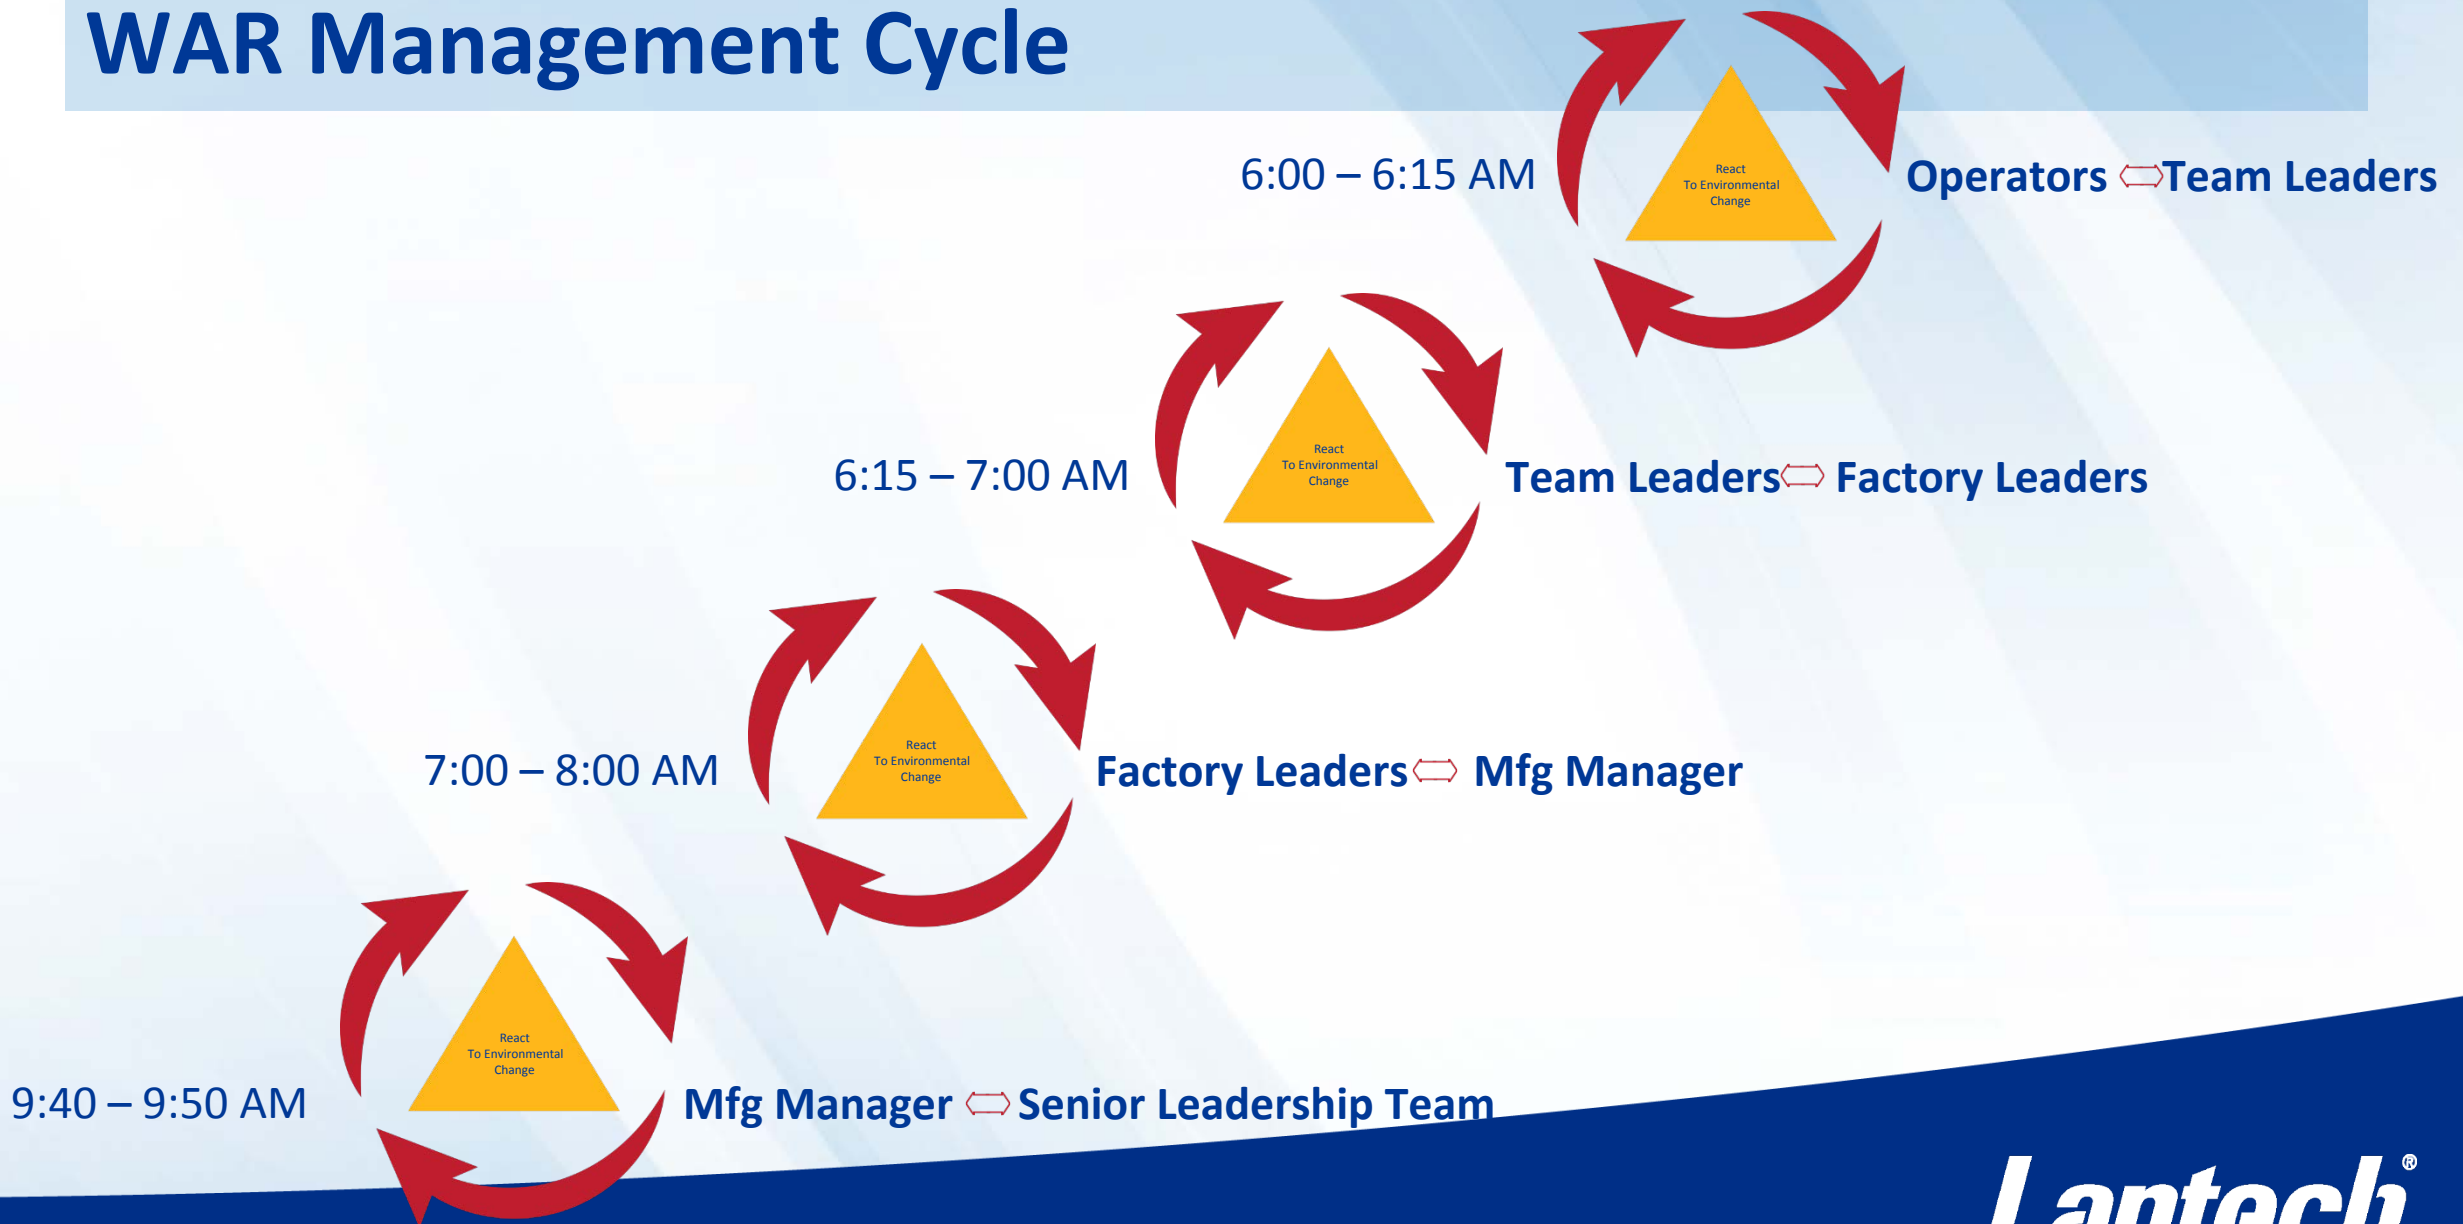 WAR Management Cycle
6:00 – 6:15 AM
React
To Environmental
Change
Operators Team Leaders
6:15 – 7:00 AM
React
To Environmental
Change
Team Leaders Factory Leaders
7:00 – 8:00 AM
React
To Environmental
Change
Factory Leaders Mfg Manager
9:40 – 9:50 AM
React
To Environmental
Change
Mfg Manager Senior Leadership Team
Lantech®